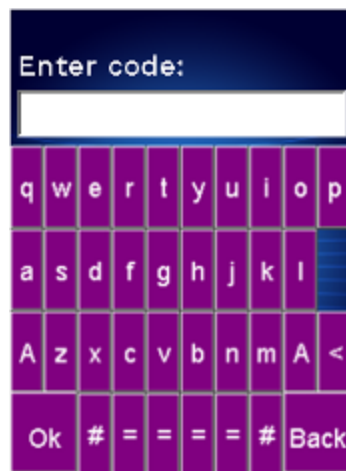 Enter code:
q w e r t y u i o p
a s d f g h j k l
A z x c v b n m A <
Ok # = = = = = # Back